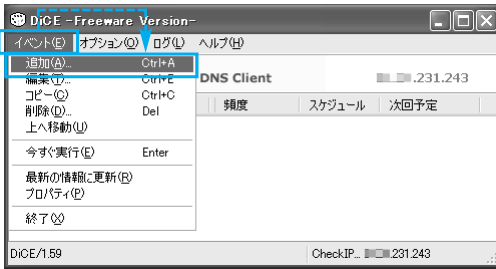 DiCE -Freeware Version-
イベント(E) オプション(O) ログ(L) ヘルプ(H)
追加(A)... Ctrl+A
編集(T)... Ctrl+E
コピー(C) Ctrl+C
削除(D)... Del
上へ移動(U)
今すぐ実行(E) Enter
最新の情報に更新(R)
プロパティ(P)
終了(X)
DNS Client .231.243
頻度 スケジュール 次回予定
DiCE/1.59 CheckIP... .231.243